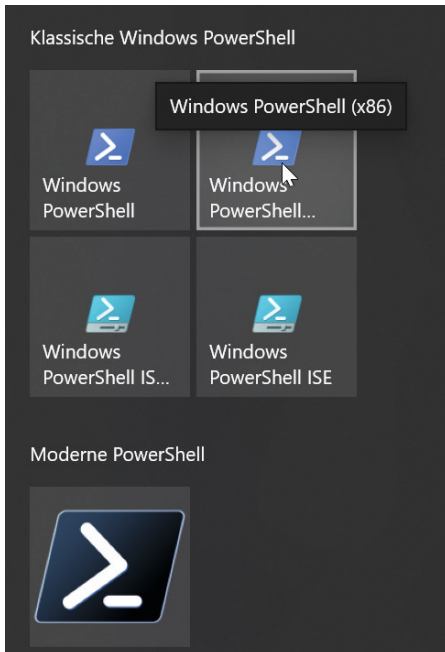 Klassische Windows PowerShell
Windows PowerShell (x86)
Windows
PowerShell
Windows
PowerShell...
Windows
PowerShell IS...
Windows
PowerShell ISE
Moderne PowerShell